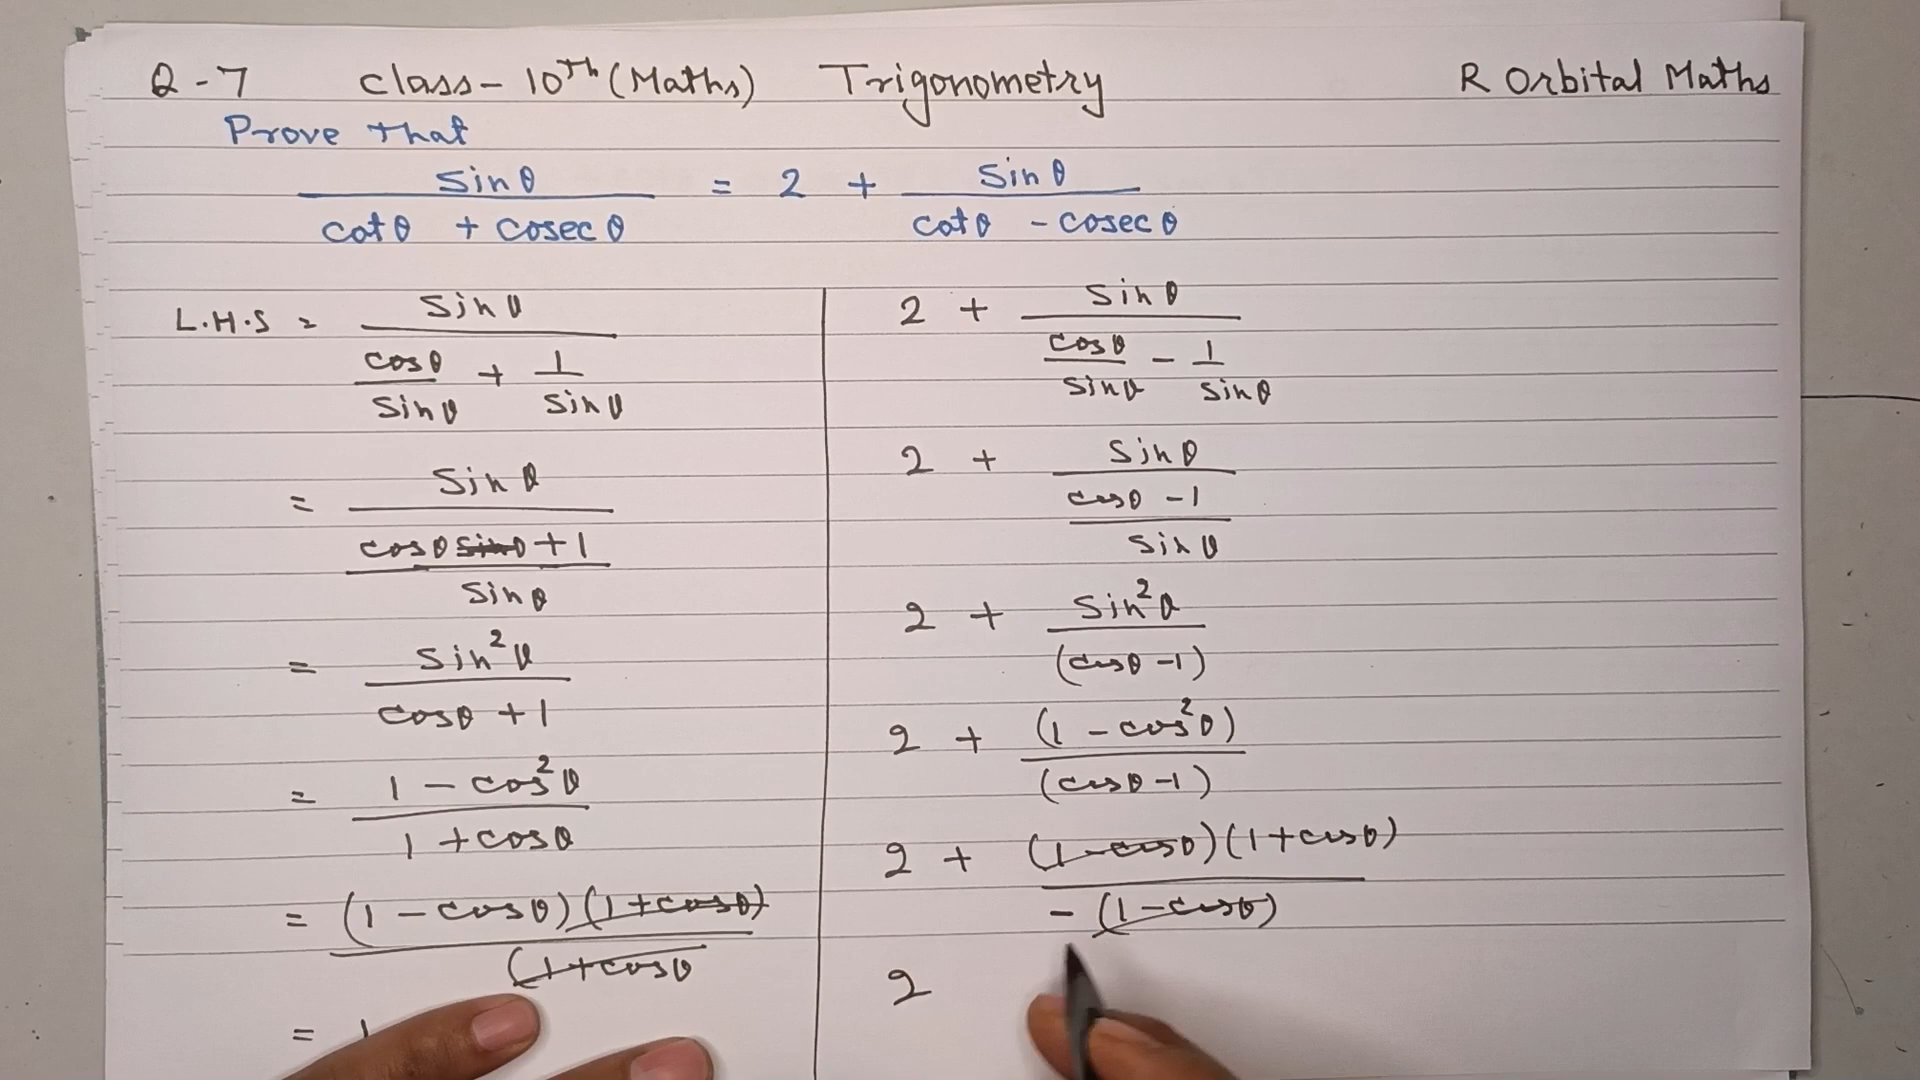 Q-7 Class-10Th (Maths) Trigonometry R Orbital Maths
Prove that
sinθ / (cotθ + cosecθ) = 2 + sinθ / (cotθ - cosecθ)
L.H.S = sinθ / (cosθ/sinθ + 1/sinθ)
= sinθ / ((cosθ sinθ + 1)/sinθ)
= sin²θ / (cosθ + 1)
= (1 - cos²θ) / (1 + cosθ)
= (1 - cosθ)(1 + cosθ) / (1 + cosθ
= 1
2 + sinθ / (cosθ/sinθ - 1/sinθ)
2 + sinθ / ((cosθ - 1)/sinθ)
2 + sin²θ / (cosθ - 1)
2 + (1 - cos²θ) / (cosθ - 1)
2 + (1 - cosθ)(1 + cosθ) / - (1 - cosθ)
2